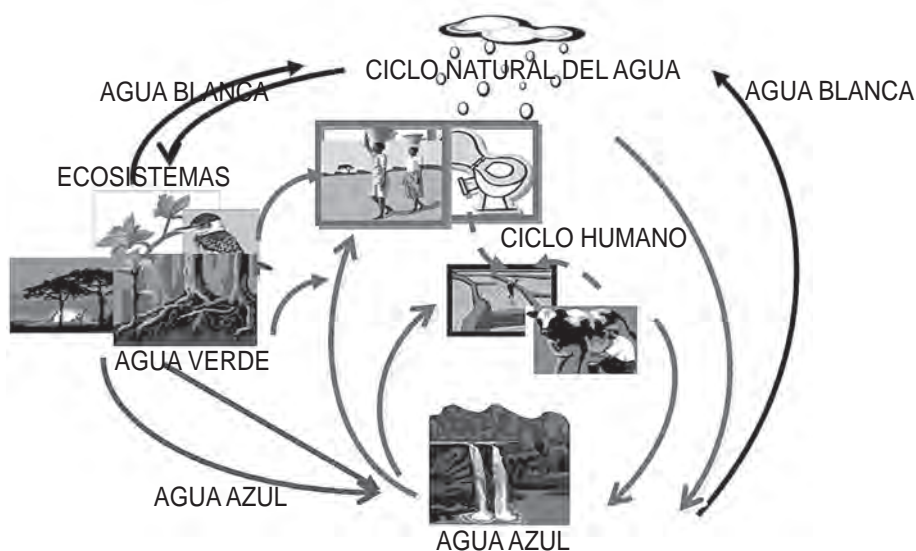 CICLO NATURAL DEL AGUA
AGUA BLANCA
AGUA BLANCA
ECOSISTEMAS
CICLO HUMANO
AGUA VERDE
AGUA AZUL
AGUA AZUL